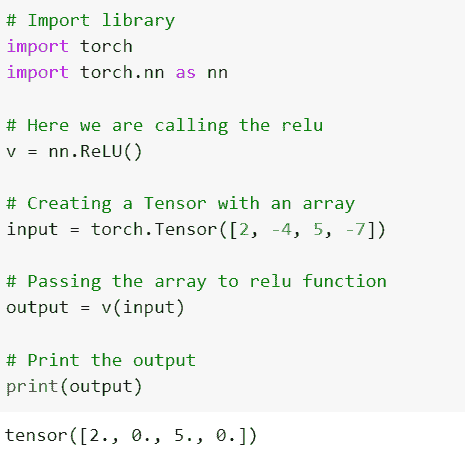 # Import library
import torch
import torch.nn as nn
# Here we are calling the relu
v = nn.ReLU()
# Creating a Tensor with an array
input = torch.Tensor([2, -4, 5, -7])
# Passing the array to relu function
output = v(input)
# Print the output
print(output)
tensor([2., 0., 5., 0.])